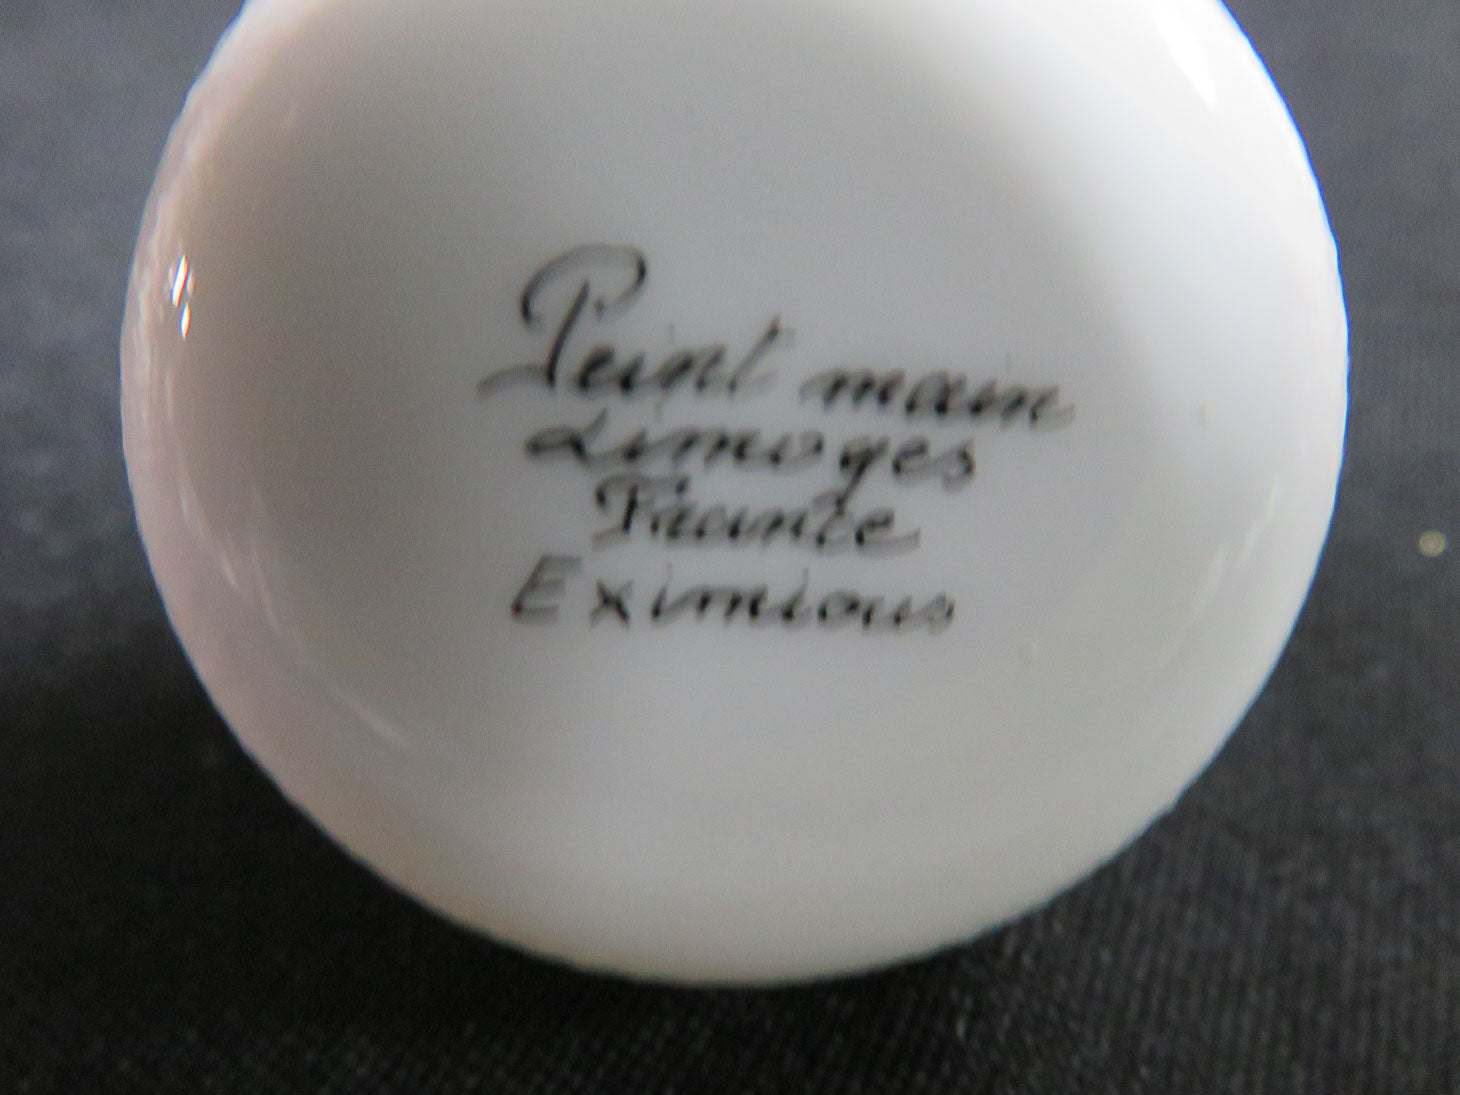 Peint main
Limoges
France
Eximious